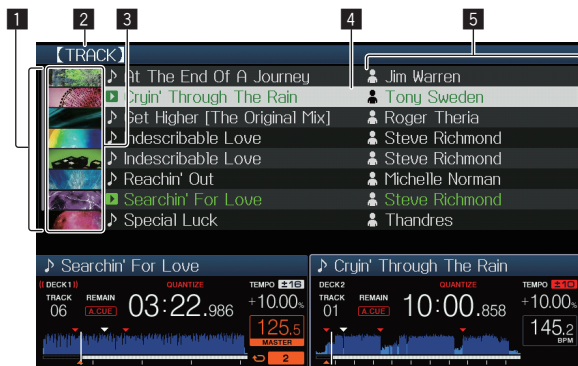 1 2 3 4 5
【TRACK】
At The End Of A Journey Jim Warren
Cryin' Through The Rain Tony Sweden
Get Higher [The Original Mix] Roger Theria
Indescribable Love Steve Richmond
Indescribable Love Steve Richmond
Reachin' Out Michelle Norman
Searchin' For Love Steve Richmond
Special Luck Thandres
Searchin' For Love
DECK1 QUANTIZE TEMPO ±16
TRACK REMAIN
06 A.CUE 03:22.986 +10.00%
125.5
MASTER
2
Cryin' Through The Rain
DECK2 QUANTIZE TEMPO ±10
TRACK REMAIN
01 A.CUE 10:00.858 +10.00%
145.2
BPM